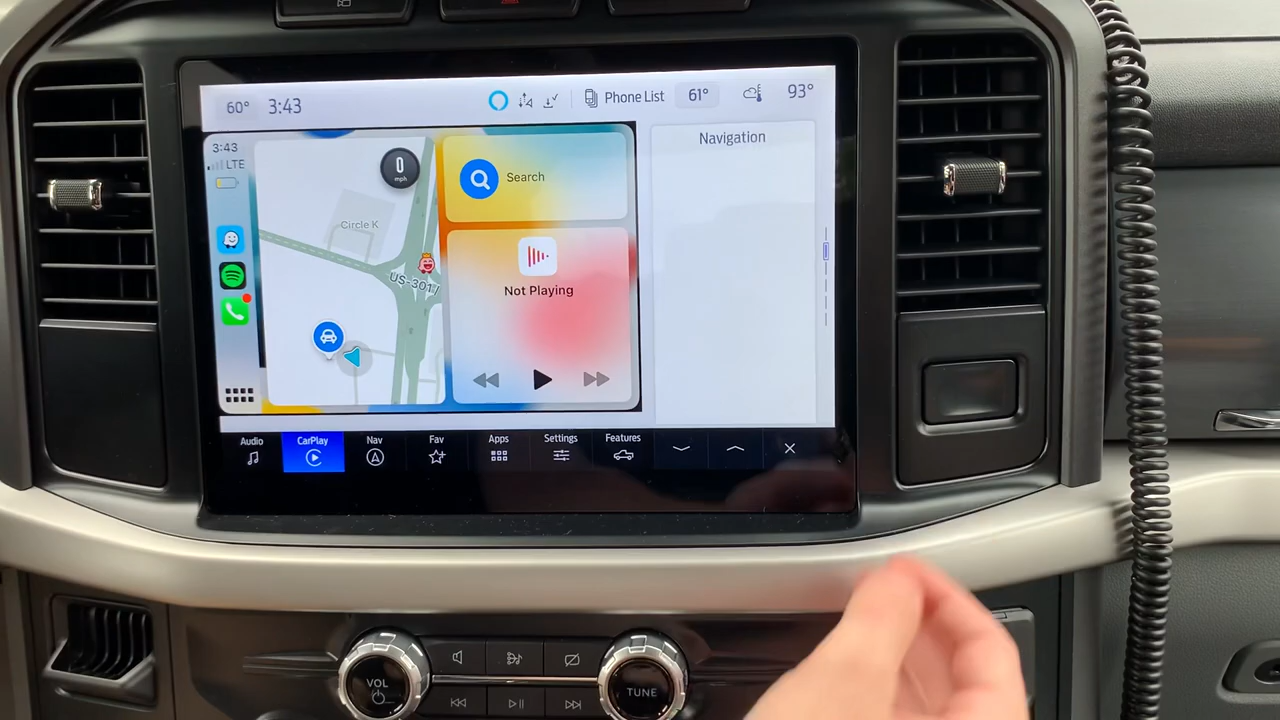 60° 3:43
Phone List 61° 93°
3:43
LTE
0
mph
Circle K
US-301/
Search
Not Playing
Navigation
Audio CarPlay Nav Fav Apps Settings Features
VOL
TUNE